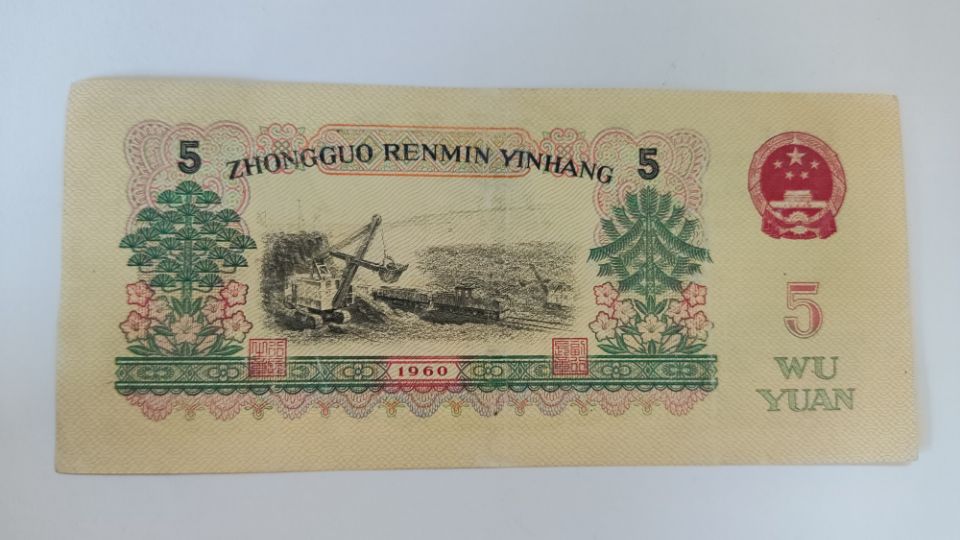 5 ZHONGGUO RENMIN YINHANG 5
1960
5
WU
YUAN